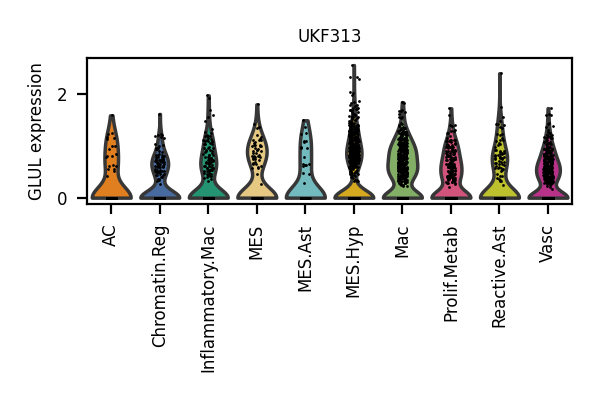 UKF313
GLUL expression
2
0
AC
Chromatin.Reg
Inflammatory.Mac
MES
MES.Ast
MES.Hyp
Mac
Prolif.Metab
Reactive.Ast
Vasc